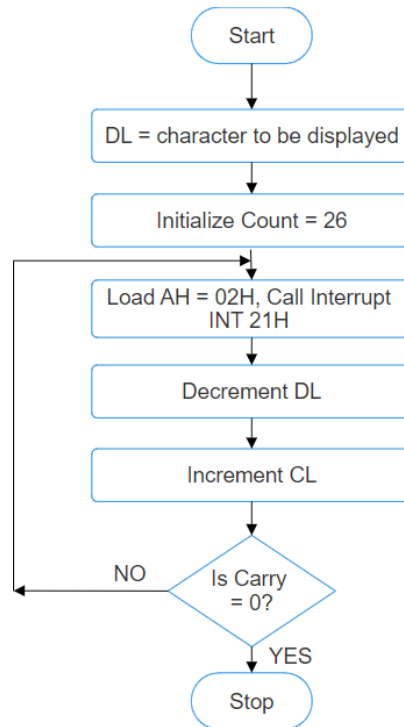 Start
DL = character to be displayed
Initialize Count = 26
Load AH = 02H, Call Interrupt
INT 21H
Decrement DL
Increment CL
NO
Is Carry
= 0?
YES
Stop